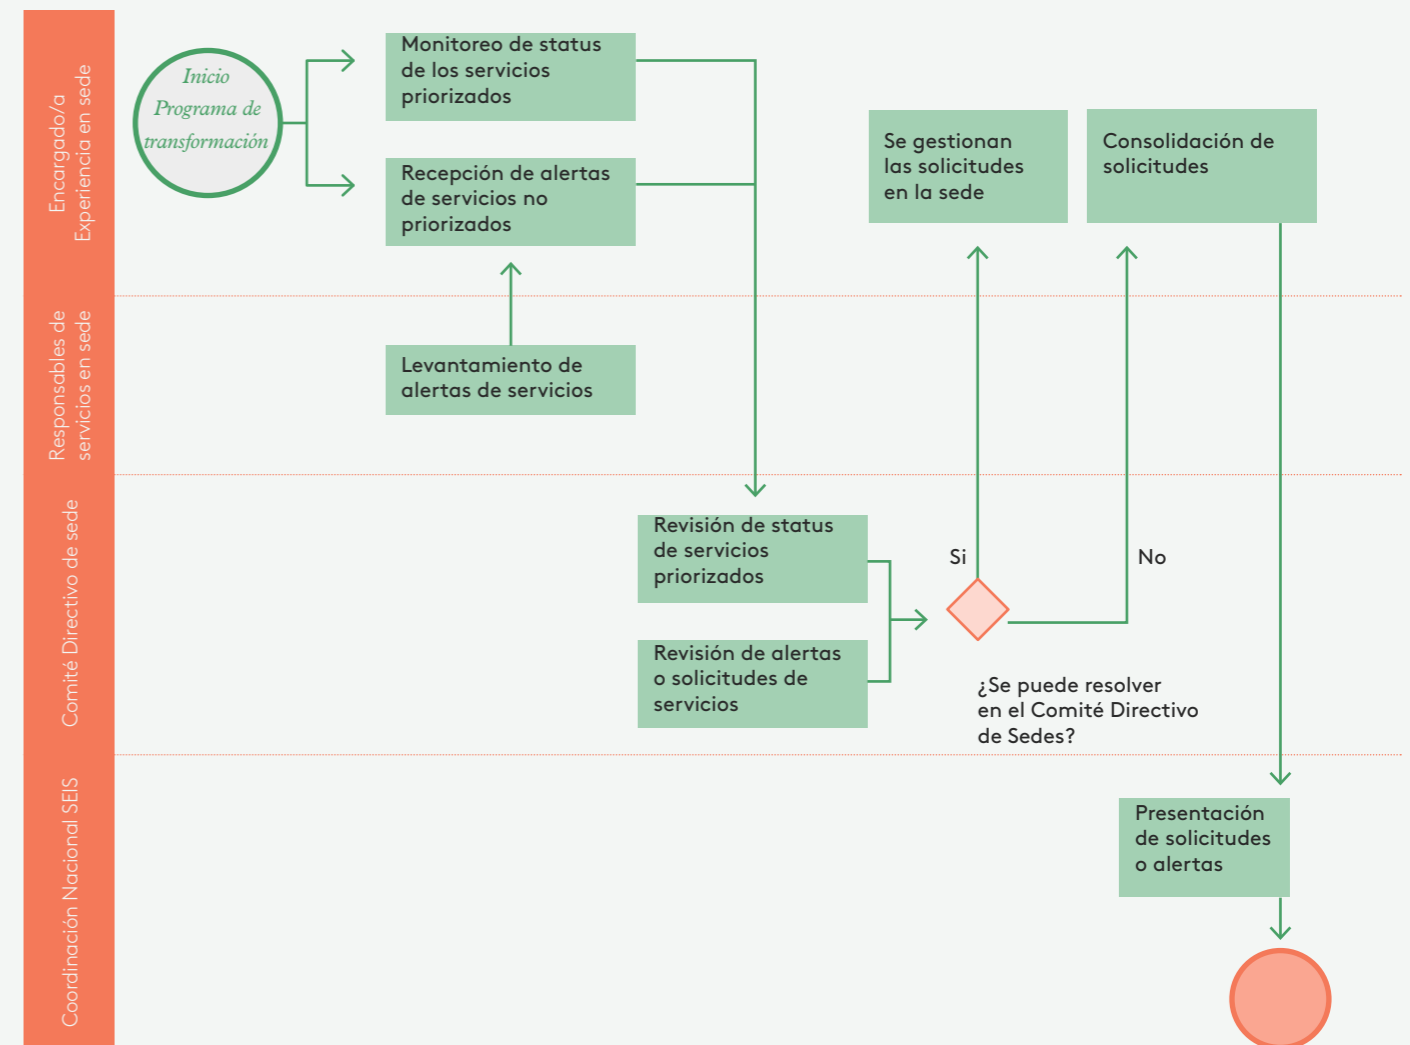 Encargado/a
Experiencia en sede
Inicio
Programa de
transformación
Monitoreo de status
de los servicios
priorizados
Recepción de alertas
de servicios no
priorizados
Se gestionan
las solicitudes
en la sede
Consolidación de
solicitudes
Responsables de
servicios en sede
Levantamiento de
alertas de servicios
Comité Directivo de sede
Revisión de status
de servicios
priorizados
Revisión de alertas
o solicitudes de
servicios
Si
No
¿Se puede resolver
en el Comité Directivo
de Sedes?
Coordinación Nacional SEIS
Presentación
de solicitudes
o alertas